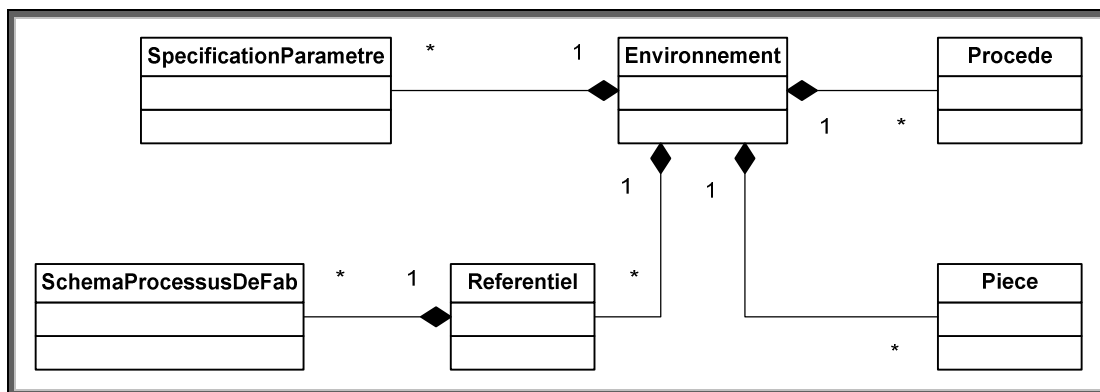 SpecificationParametre * 1 Environnement Procede
1 *
1 1
SchemaProcessusDeFab * 1 Referentiel * Piece
*